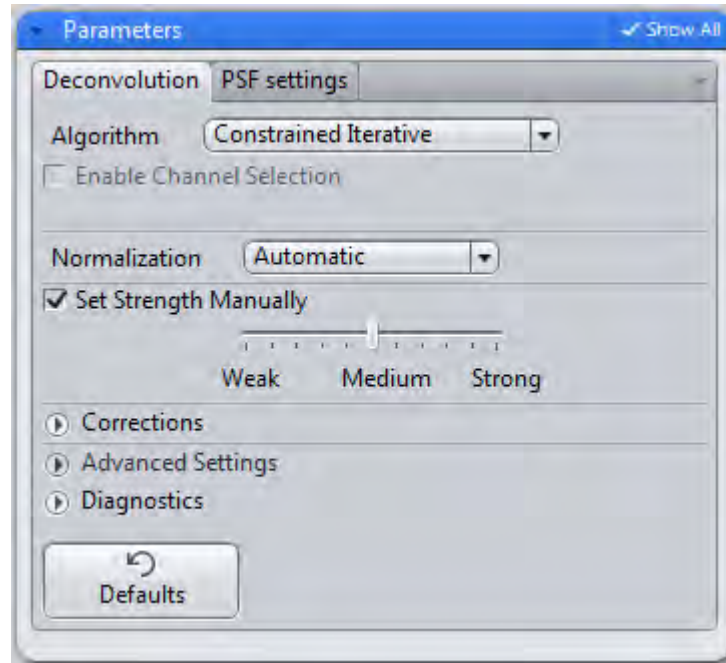 Parameters Show All
Deconvolution PSF settings
Algorithm Constrained Iterative
Enable Channel Selection
Normalization Automatic
Set Strength Manually
Weak Medium Strong
Corrections
Advanced Settings
Diagnostics
Defaults